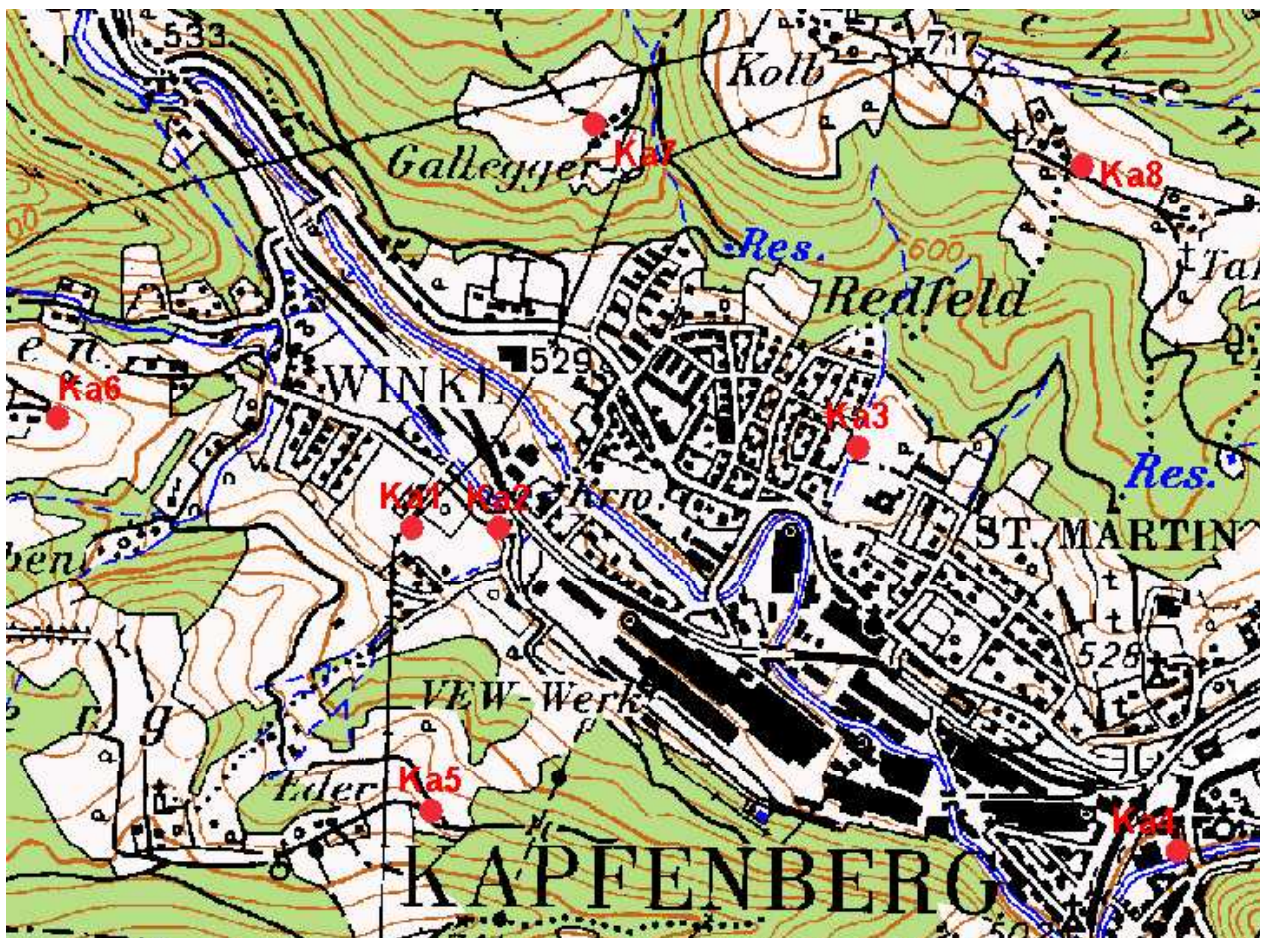 533
717
Kolb
Gallegger
Ka7
Ka8
Res.
600
Redfeld
WINKL
529
Ka6
Ka3
Res.
Ka1
Ka2
ST. MARTIN
528
VEW-Werk
Ka5
Eder
Ka4
KAPFENBERG